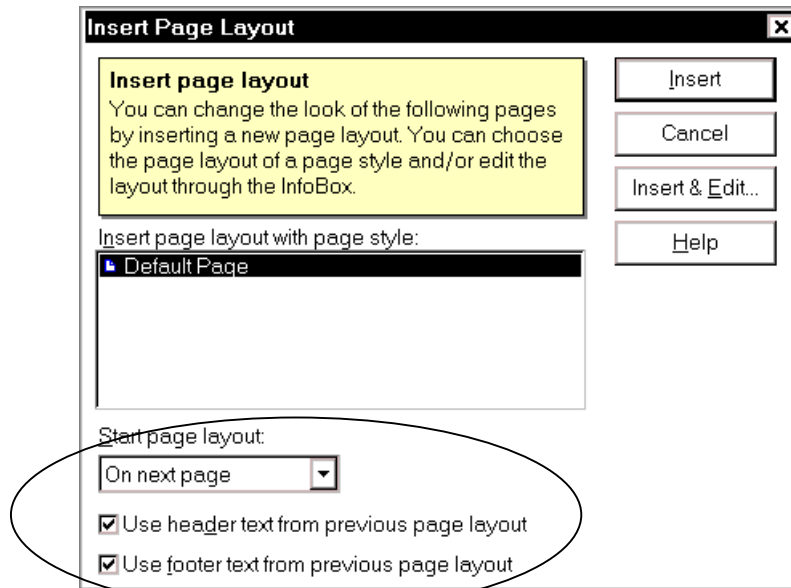 Insert Page Layout
Insert page layout
You can change the look of the following pages
by inserting a new page layout. You can choose
the page layout of a page style and/or edit the
layout through the InfoBox.
Insert
Cancel
Insert & Edit...
Help
Insert page layout with page style:
Default Page
Start page layout:
On next page
Use header text from previous page layout
Use footer text from previous page layout